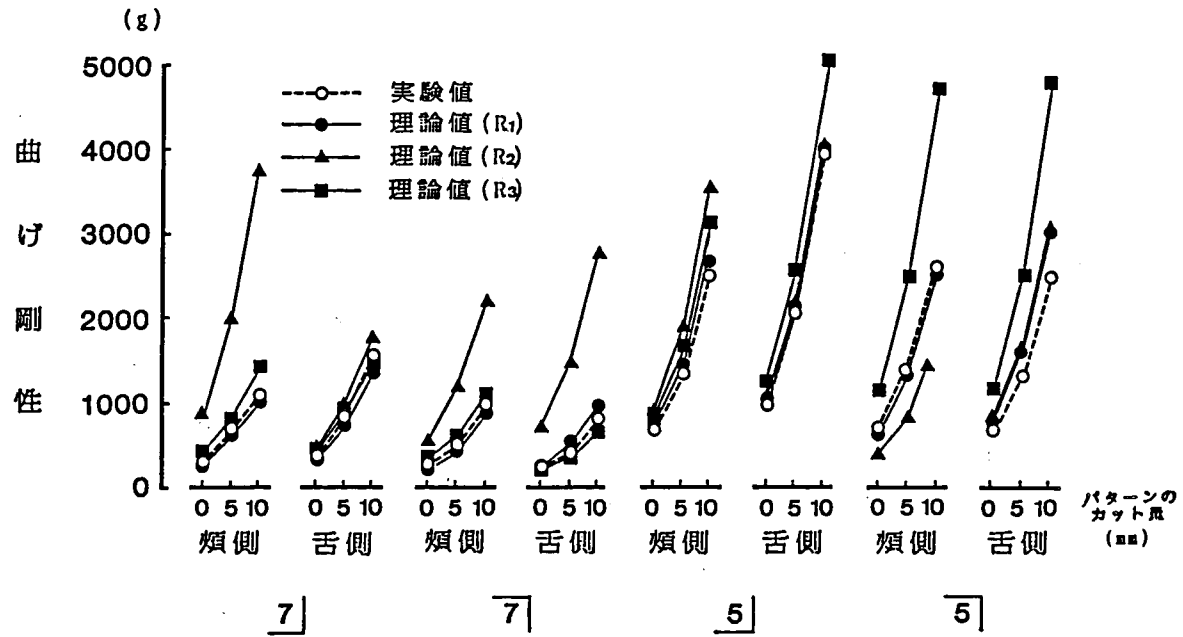 (g)
5000
4000
3000
2000
1000
0
曲げ剛性
実験値
理論値 (R1)
理論値 (R2)
理論値 (R3)
0 5 10 0 5 10 0 5 10 0 5 10 0 5 10 0 5 10 0 5 10 0 5 10
頬側 舌側 頬側 舌側 頬側 舌側 頬側 舌側
パターンの
カット量
(mm)
7 7 5 5